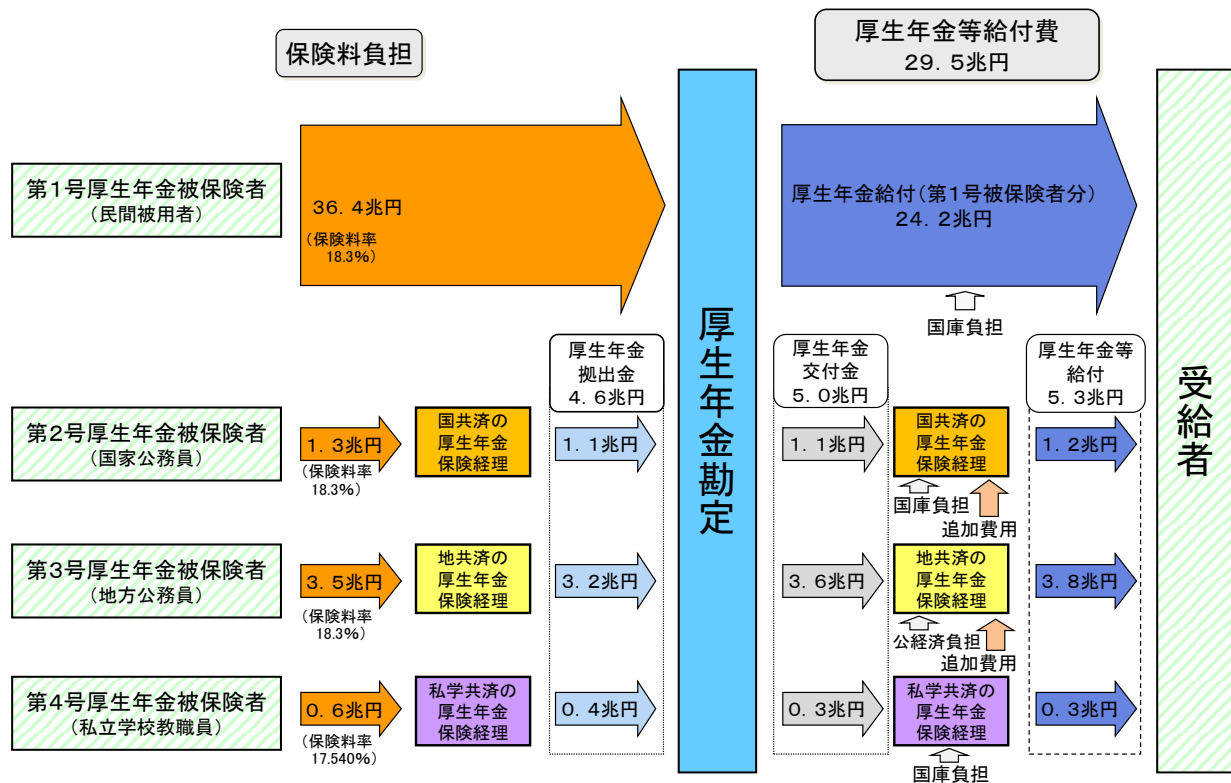 保険料負担
厚生年金等給付費
２９．５兆円
第１号厚生年金被保険者
（民間被用者）
３６．４兆円
（保険料率
18.3%）
厚生年金給付（第１号被保険者分）
２４．２兆円
国庫負担
厚生年金勘定
受給者
厚生年金
拠出金
４．６兆円
厚生年金
交付金
５．０兆円
厚生年金等
給付
５．３兆円
第２号厚生年金被保険者
（国家公務員）
１．３兆円
（保険料率
18.3%）
国共済の
厚生年金
保険経理
１．１兆円
１．１兆円
国共済の
厚生年金
保険経理
１．２兆円
国庫負担
追加費用
第３号厚生年金被保険者
（地方公務員）
３．５兆円
（保険料率
18.3%）
地共済の
厚生年金
保険経理
３．２兆円
３．６兆円
地共済の
厚生年金
保険経理
３．８兆円
公経済負担
追加費用
第４号厚生年金被保険者
（私立学校教職員）
０．６兆円
（保険料率
17.540%）
私学共済の
厚生年金
保険経理
０．４兆円
０．３兆円
私学共済の
厚生年金
保険経理
０．３兆円
国庫負担